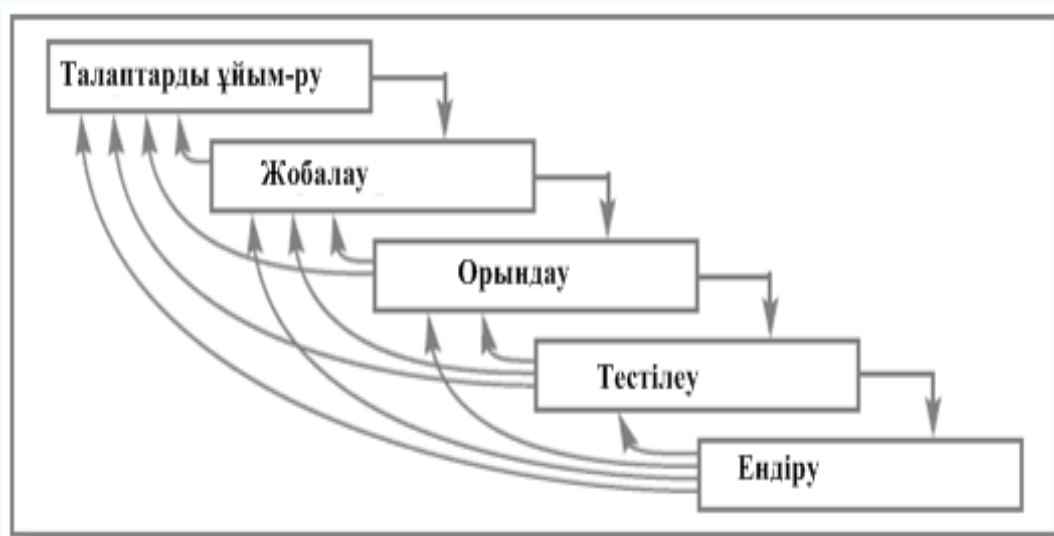 Талаптарды ұйым-ру
Жобалау
Орындау
Тестілеу
Ендіру